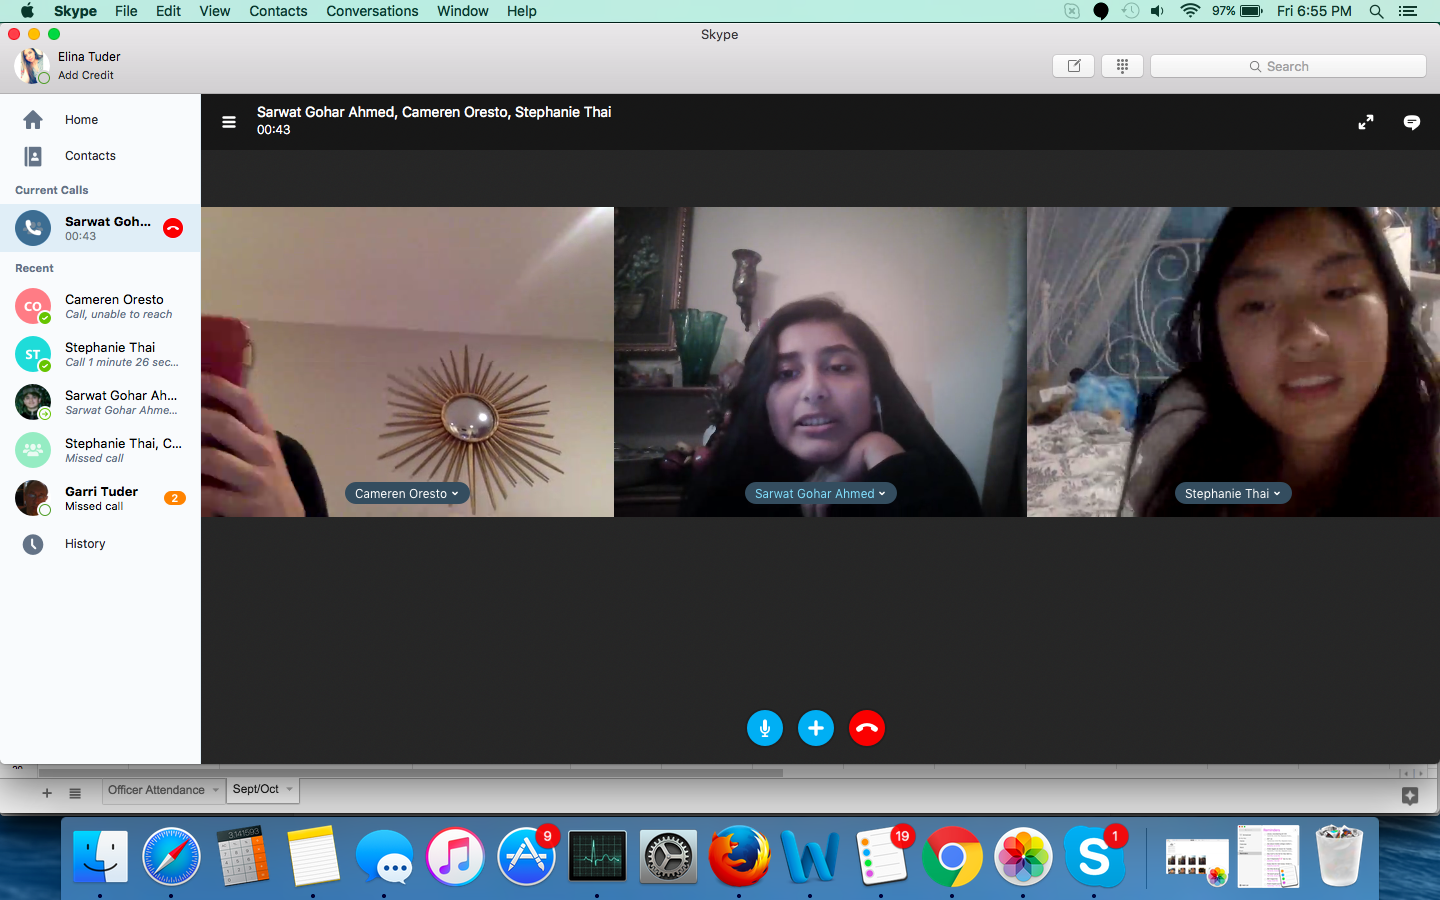 Skype File Edit View Contacts Conversations Window Help 97% Fri 6:55 PM
Skype
Elina Tuder
Add Credit
Search
Home
Contacts
Current Calls
Sarwat Goh...
00:43
Recent
CO
Cameren Oresto
Call, unable to reach
ST
Stephanie Thai
Call 1 minute 26 sec...
Sarwat Gohar Ah...
Sarwat Gohar Ahme...
Stephanie Thai, C...
Missed call
Garri Tuder
Missed call
2
History
Sarwat Gohar Ahmed, Cameren Oresto, Stephanie Thai
00:43
Cameren Oresto
Sarwat Gohar Ahmed
Stephanie Thai
Officer Attendance
Sept/Oct
3.141593
9
19
1